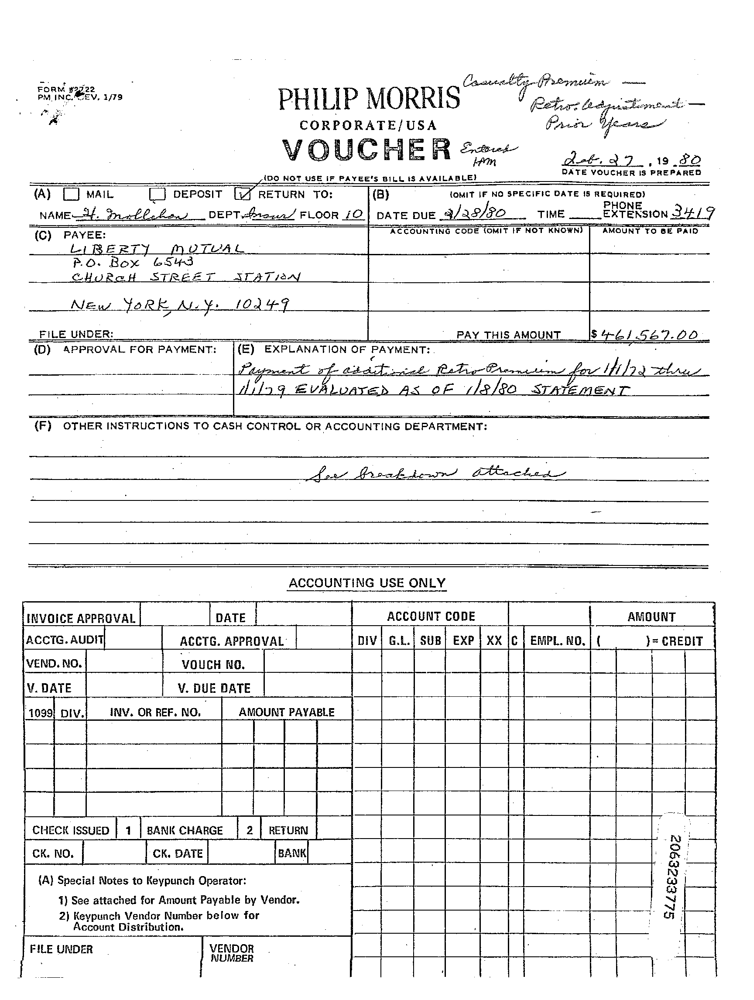 Casualty Premium —
FORM
PM INC. REV. 1/79
PHILIP MORRIS
Retro. Adjustment —
Prior Years
CORPORATE/USA
VOUCHER
Entered
Feb. 27, 1980
(DO NOT USE IF PAYEE'S BILL IS AVAILABLE)
DATE VOUCHER IS PREPARED
(A) MAIL DEPOSIT RETURN TO: (B) (OMIT IF NO SPECIFIC DATE IS REQUIRED)
NAME H. Mollehan DEPT. FLOOR 10 DATE DUE 2/28/80 TIME PHONE EXTENSION 3419
(C) PAYEE: ACCOUNTING CODE (OMIT IF NOT KNOWN) AMOUNT TO BE PAID
LIBERTY MUTUAL
P.O. Box 6543
CHURCH STREET STATION
NEW YORK, N.Y. 10249
FILE UNDER: PAY THIS AMOUNT $461,567.00
(D) APPROVAL FOR PAYMENT: (E) EXPLANATION OF PAYMENT:
Payment of additional Retro Premium for 1/1/72 thru
1/1/79 EVALUATED AS OF 1/8/80 STATEMENT
(F) OTHER INSTRUCTIONS TO CASH CONTROL OR ACCOUNTING DEPARTMENT:
See breakdown attached
ACCOUNTING USE ONLY
INVOICE APPROVAL DATE ACCOUNT CODE AMOUNT
ACCTG. AUDIT ACCTG. APPROVAL DIV G.L. SUB EXP XX C EMPL. NO. ( )= CREDIT
VEND. NO. VOUCH NO.
V. DATE V. DUE DATE
1099 DIV. INV. OR REF. NO. AMOUNT PAYABLE
CHECK ISSUED 1 BANK CHARGE 2 RETURN
CK. NO. CK. DATE BANK
(A) Special Notes to Keypunch Operator:
1) See attached for Amount Payable by Vendor.
2) Keypunch Vendor Number below for
Account Distribution.
FILE UNDER VENDOR NUMBER
2063233775